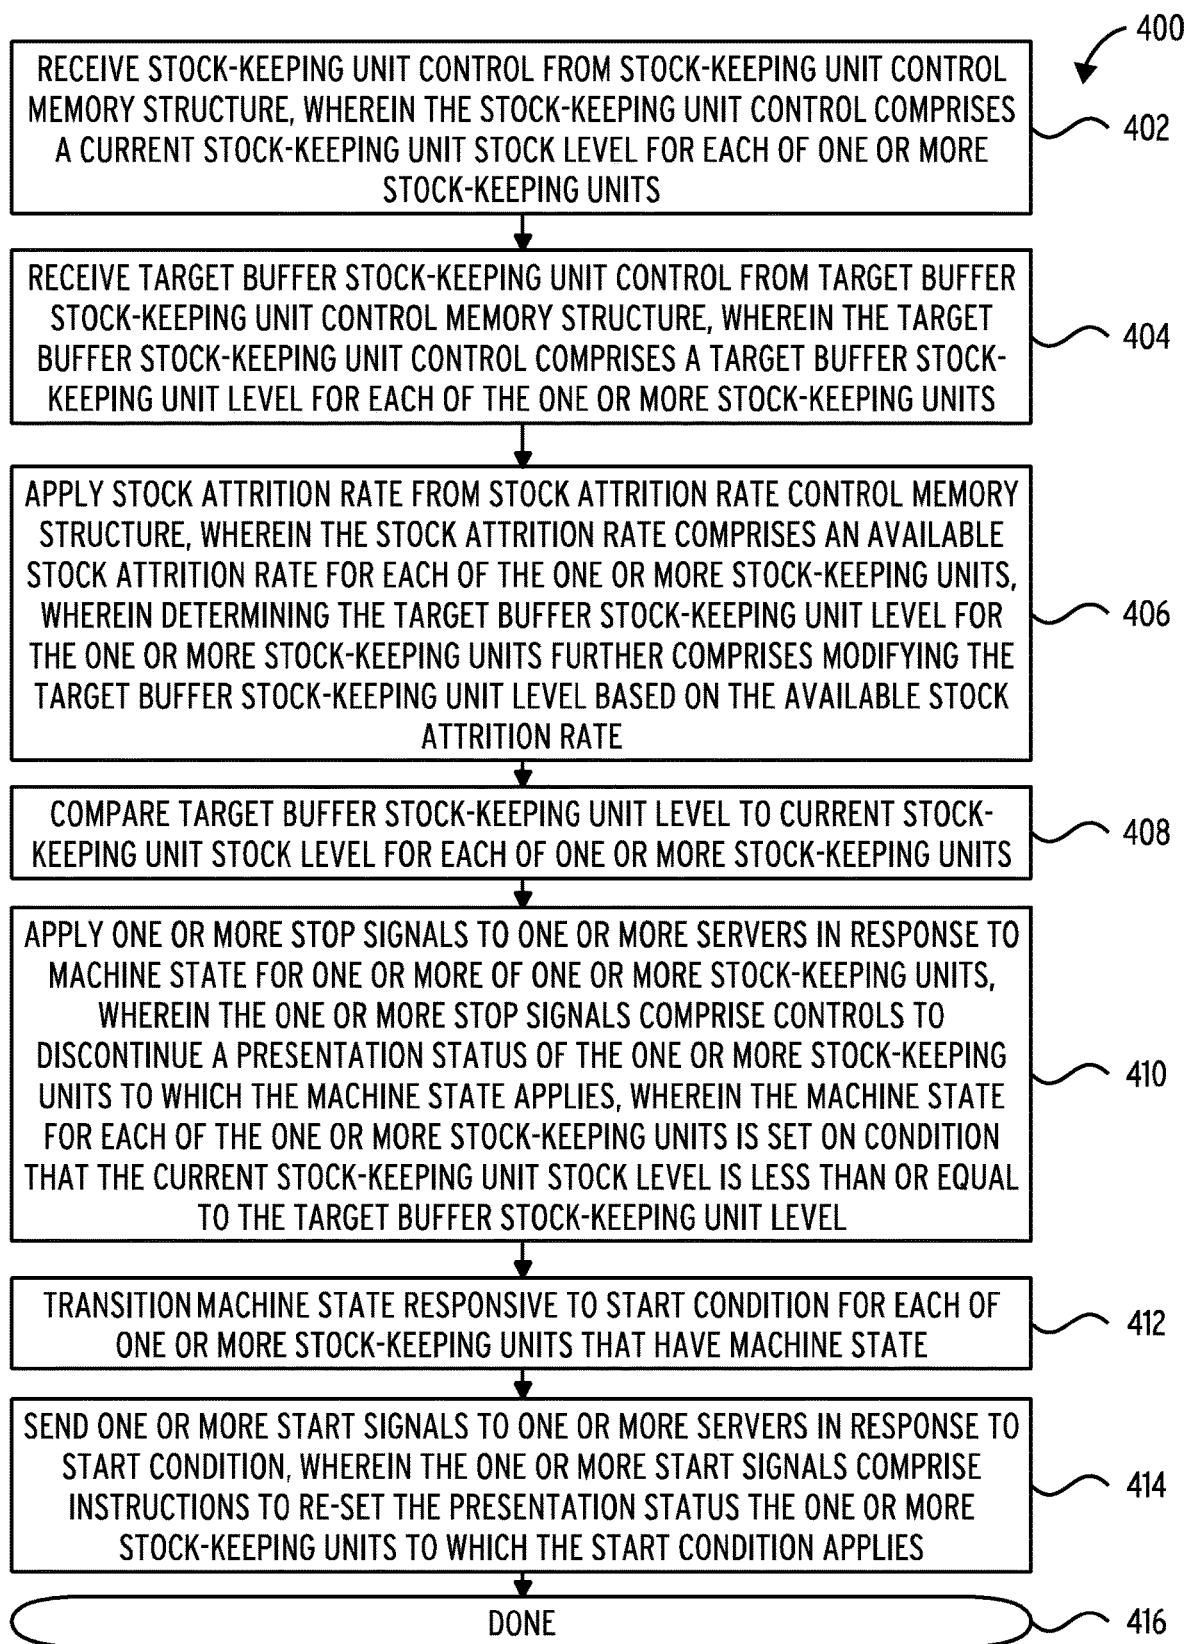 400
RECEIVE STOCK-KEEPING UNIT CONTROL FROM STOCK-KEEPING UNIT CONTROL
MEMORY STRUCTURE, WHEREIN THE STOCK-KEEPING UNIT CONTROL COMPRISES
A CURRENT STOCK-KEEPING UNIT STOCK LEVEL FOR EACH OF ONE OR MORE
STOCK-KEEPING UNITS
402
RECEIVE TARGET BUFFER STOCK-KEEPING UNIT CONTROL FROM TARGET BUFFER
STOCK-KEEPING UNIT CONTROL MEMORY STRUCTURE, WHEREIN THE TARGET
BUFFER STOCK-KEEPING UNIT CONTROL COMPRISES A TARGET BUFFER STOCK-
KEEPING UNIT LEVEL FOR EACH OF THE ONE OR MORE STOCK-KEEPING UNITS
404
APPLY STOCK ATTRITION RATE FROM STOCK ATTRITION RATE CONTROL MEMORY
STRUCTURE, WHEREIN THE STOCK ATTRITION RATE COMPRISES AN AVAILABLE
STOCK ATTRITION RATE FOR EACH OF THE ONE OR MORE STOCK-KEEPING UNITS,
WHEREIN DETERMINING THE TARGET BUFFER STOCK-KEEPING UNIT LEVEL FOR
THE ONE OR MORE STOCK-KEEPING UNITS FURTHER COMPRISES MODIFYING THE
TARGET BUFFER STOCK-KEEPING UNIT LEVEL BASED ON THE AVAILABLE STOCK
ATTRITION RATE
406
COMPARE TARGET BUFFER STOCK-KEEPING UNIT LEVEL TO CURRENT STOCK-
KEEPING UNIT STOCK LEVEL FOR EACH OF ONE OR MORE STOCK-KEEPING UNITS
408
APPLY ONE OR MORE STOP SIGNALS TO ONE OR MORE SERVERS IN RESPONSE TO
MACHINE STATE FOR ONE OR MORE OF ONE OR MORE STOCK-KEEPING UNITS,
WHEREIN THE ONE OR MORE STOP SIGNALS COMPRISE CONTROLS TO
DISCONTINUE A PRESENTATION STATUS OF THE ONE OR MORE STOCK-KEEPING
UNITS TO WHICH THE MACHINE STATE APPLIES, WHEREIN THE MACHINE STATE
FOR EACH OF THE ONE OR MORE STOCK-KEEPING UNITS IS SET ON CONDITION
THAT THE CURRENT STOCK-KEEPING UNIT STOCK LEVEL IS LESS THAN OR EQUAL
TO THE TARGET BUFFER STOCK-KEEPING UNIT LEVEL
410
TRANSITION MACHINE STATE RESPONSIVE TO START CONDITION FOR EACH OF
ONE OR MORE STOCK-KEEPING UNITS THAT HAVE MACHINE STATE
412
SEND ONE OR MORE START SIGNALS TO ONE OR MORE SERVERS IN RESPONSE TO
START CONDITION, WHEREIN THE ONE OR MORE START SIGNALS COMPRISE
INSTRUCTIONS TO RE-SET THE PRESENTATION STATUS THE ONE OR MORE
STOCK-KEEPING UNITS TO WHICH THE START CONDITION APPLIES
414
DONE
416